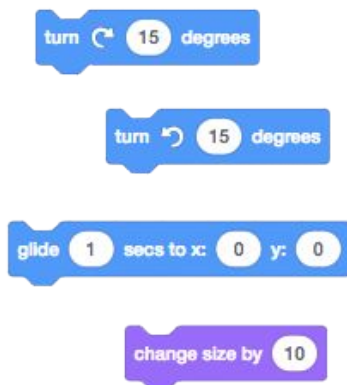 turn 15 degrees
turn 15 degrees
glide 1 secs to x: 0 y: 0
change size by 10